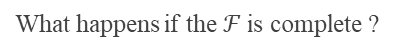 What happens if the ℱ is complete ?